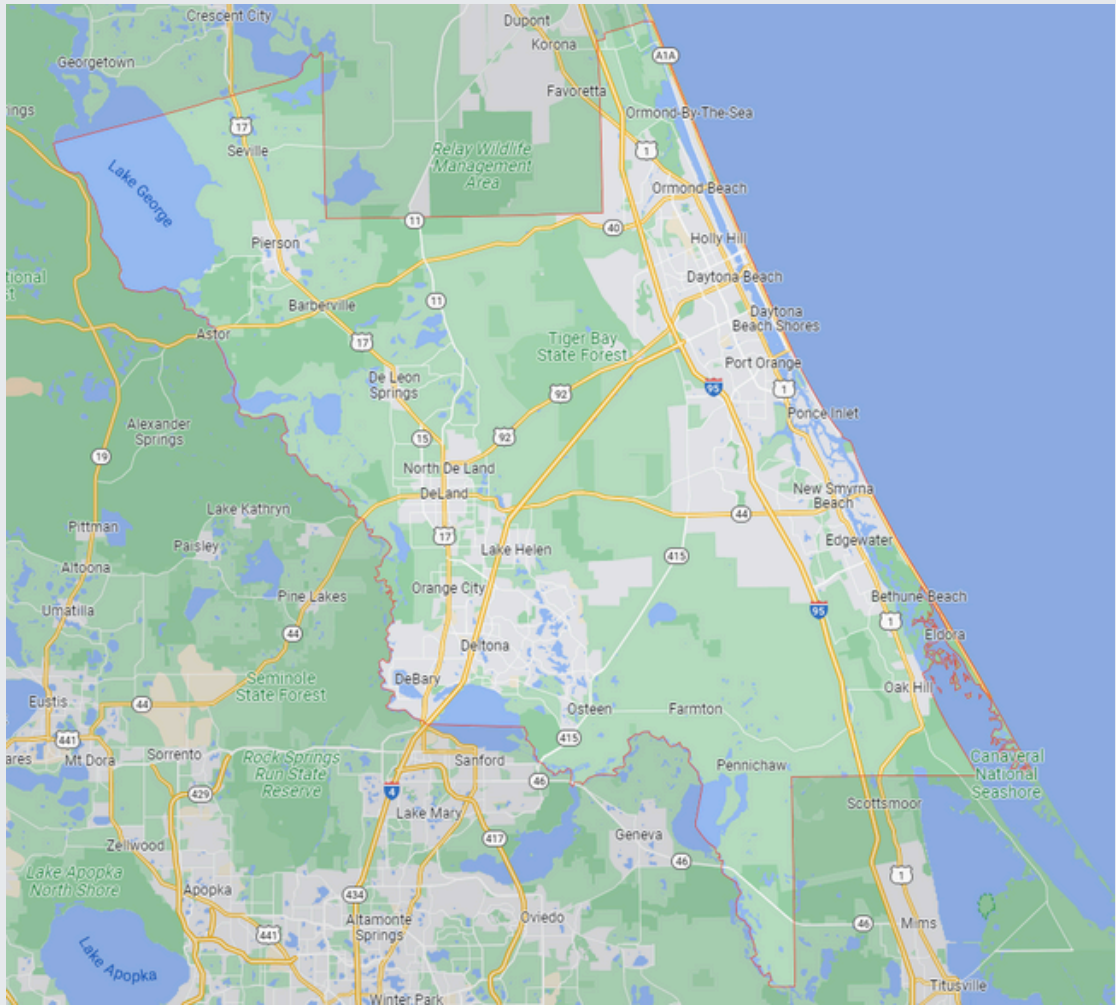 Crescent City
Dupont
Korona
A1A
Georgetown
Favoretta
ings
Ormond-By-The-Sea
17
1
Seville
Relay Wildlife
Management
Area
Lake George
Ormond Beach
11
40
Pierson
Holly Hill
tional
st
Daytona Beach
11
Barberville
Daytona
Beach Shores
Astor
17
Tiger Bay
State Forest
Port Orange
De Leon
Springs
95
1
92
Ponce Inlet
Alexander
Springs
15
92
19
North De Land
DeLand
New Smyrna
Beach
Lake Kathryn
44
Pittman
17
Edgewater
Paisley
Lake Helen
415
Altoona
Orange City
Pine Lakes
Bethune Beach
Umatilla
95
1
44
Eldora
Deltona
DeBary
Seminole
State Forest
Oak Hill
Eustis
44
Osteen
Farmton
441
415
ares
Mt Dora
Sorrento
Rock Springs
Run State
Reserve
Sanford
Pennichaw
Canaveral
National
Seashore
46
429
4
Scottsmoor
Lake Mary
417
Geneva
Zellwood
46
Lake Apopka
North Shore
1
Apopka
434
Altamonte
Springs
Oviedo
46
Mims
441
Lake Apopka
Titusville
Winter Park